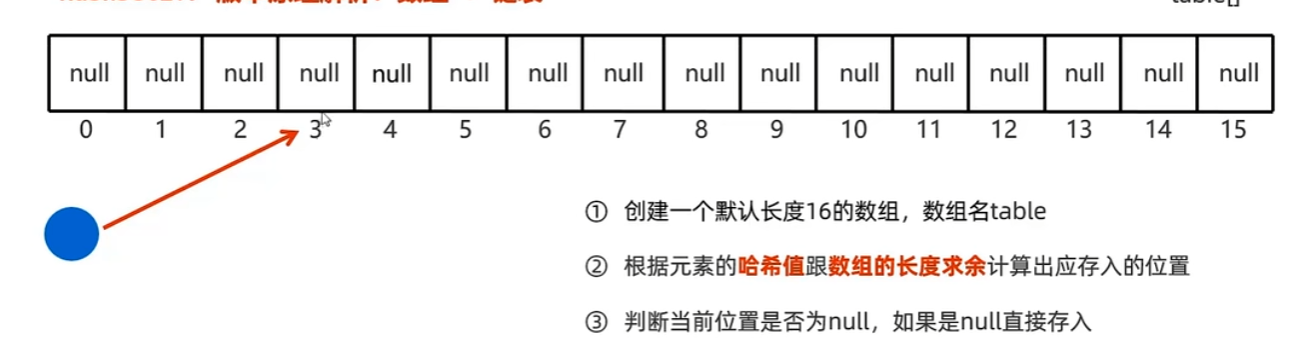 null null null null null null null null null null null null null null null null
0 1 2 3 4 5 6 7 8 9 10 11 12 13 14 15
① 创建一个默认长度16的数组，数组名table
② 根据元素的哈希值跟数组的长度求余计算出应存入的位置
③ 判断当前位置是否为null，如果是null直接存入